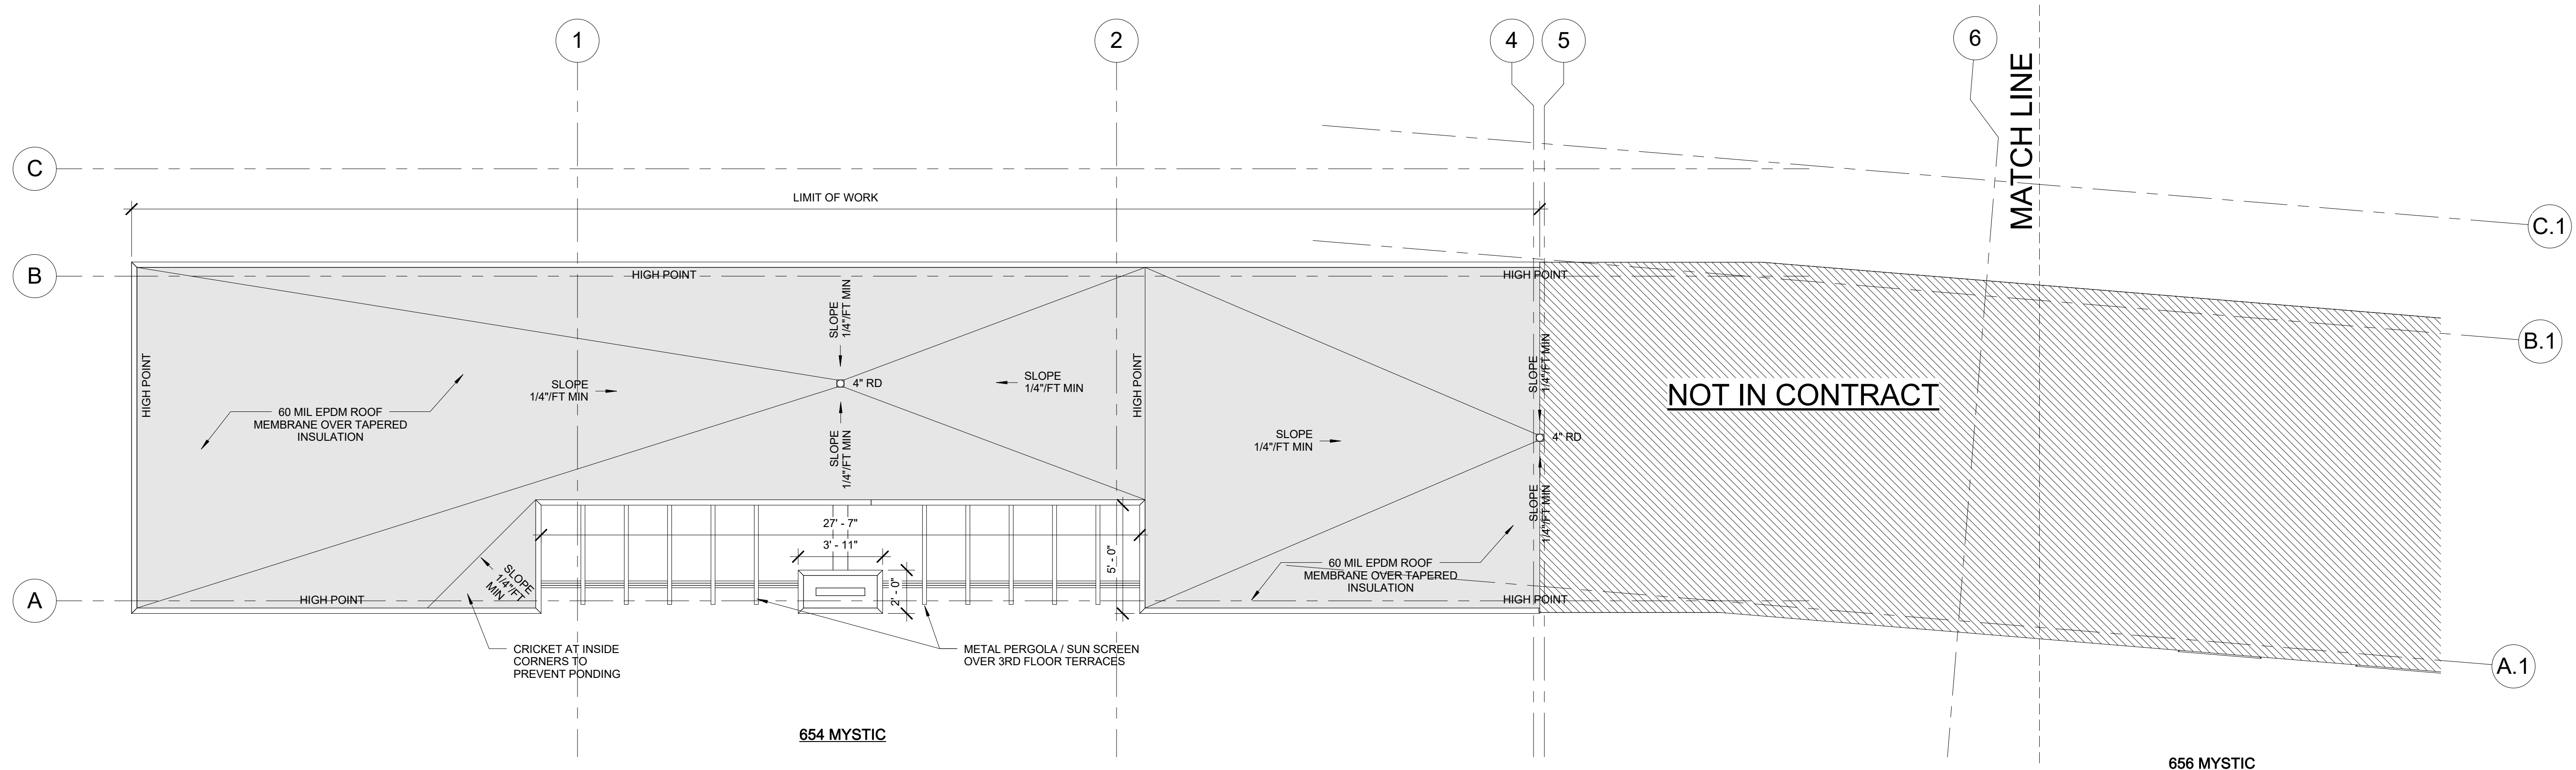 1
2
4
5
6
MATCH LINE
C
LIMIT OF WORK
C.1
B
HIGH POINT
HIGH POINT
B.1
SLOPE
1/4"/FT MIN
HIGH POINT
SLOPE
1/4"/FT MIN
4" RD
SLOPE
1/4"/FT MIN
HIGH POINT
SLOPE
1/4"/FT MIN
NOT IN CONTRACT
60 MIL EPDM ROOF
MEMBRANE OVER TAPERED
INSULATION
SLOPE
1/4"/FT MIN
SLOPE
1/4"/FT MIN
4" RD
SLOPE
1/4"/FT MIN
27' - 7"
3' - 11"
5' - 0"
2' - 0"
SLOPE
1/4"/FT
MIN
60 MIL EPDM ROOF
MEMBRANE OVER TAPERED
INSULATION
A
HIGH POINT
HIGH POINT
CRICKET AT INSIDE
CORNERS TO
PREVENT PONDING
METAL PERGOLA / SUN SCREEN
OVER 3RD FLOOR TERRACES
A.1
654 MYSTIC
656 MYSTIC